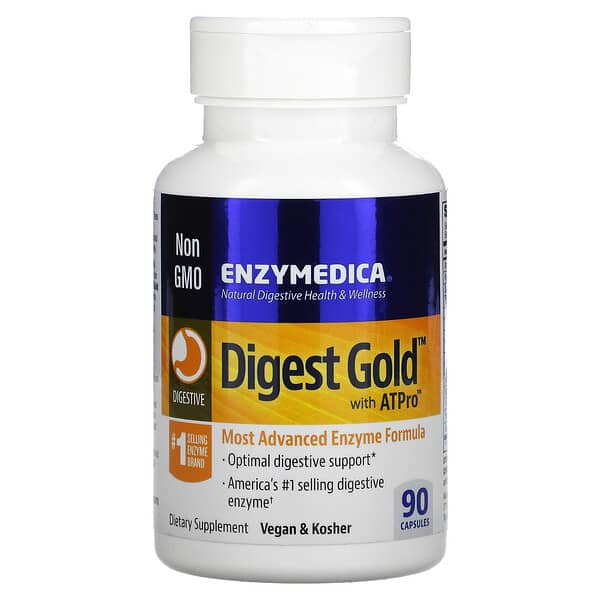 Non
GMO
ENZYMEDICA®
Natural Digestive Health & Wellness
DIGESTIVE
Digest Gold™
with ATPro™
#1
SELLING
ENZYME
BRAND
Most Advanced Enzyme Formula
· Optimal digestive support*
· America's #1 selling digestive
enzyme†
90
CAPSULES
Dietary Supplement Vegan & Kosher